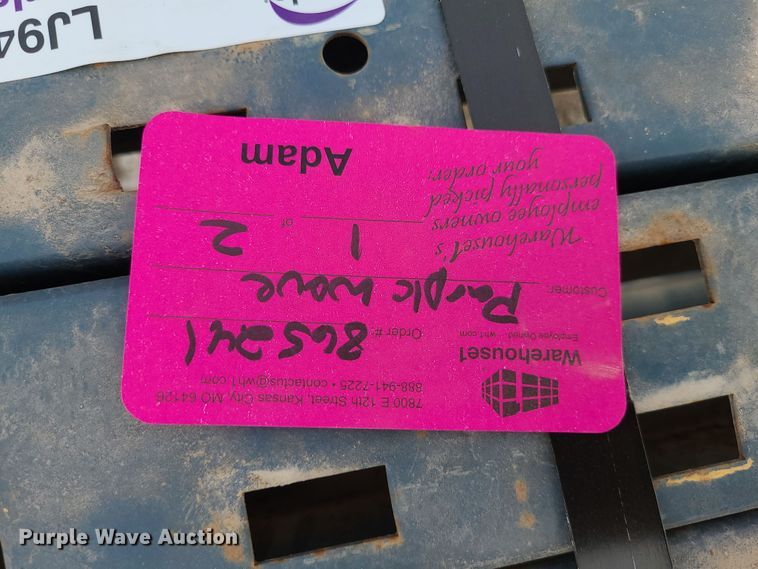 LJ94
7800 E 12th Street, Kansas City, MO 64126
888-941-7225 • contactus@wh1.com
Warehouse1
Employee Owned wh1.com
Order #: 865241
Customer: Purple Wave
1 of 2
Warehouse1's
employee owners
personally picked
your order:
Adam
Purple Wave Auction